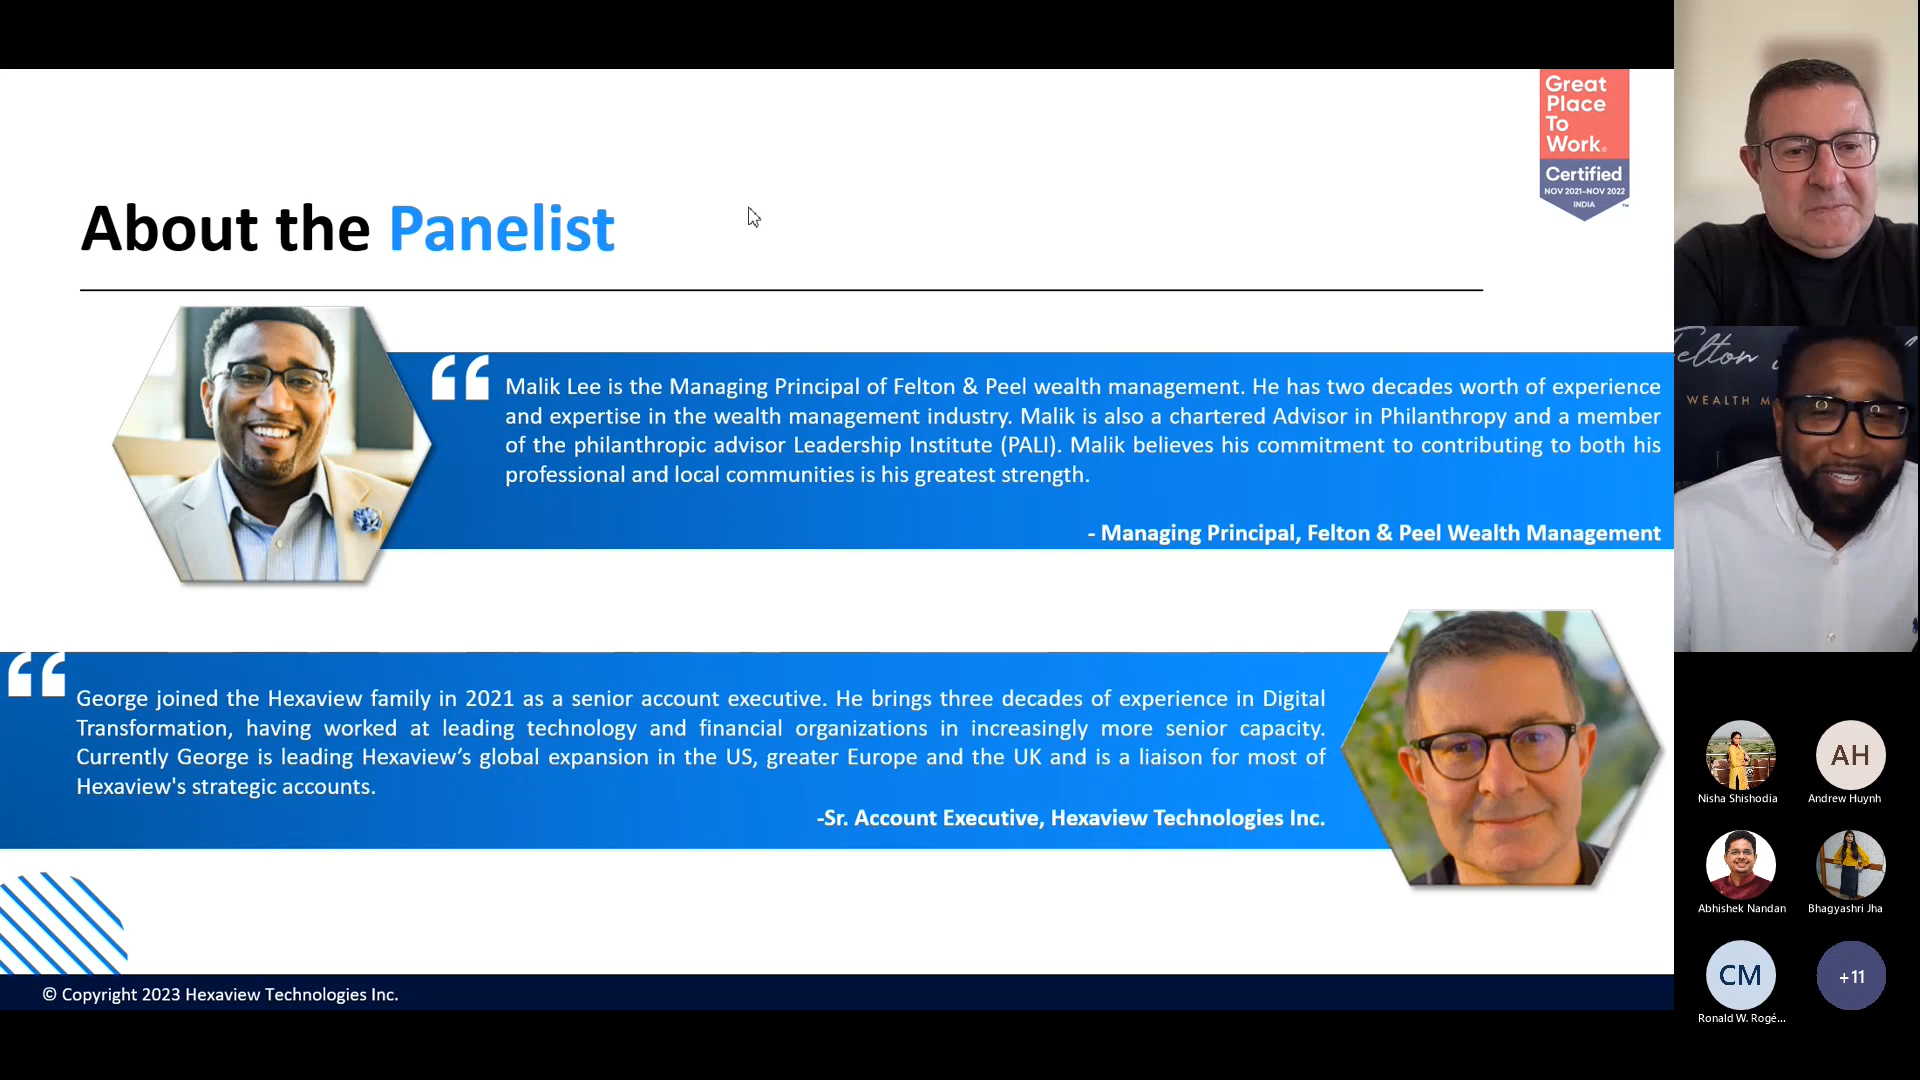 Great
Place
To
Work®
Certified
NOV 2021-NOV 2022
INDIA
™
About the Panelist
“
Malik Lee is the Managing Principal of Felton & Peel wealth management. He has two decades worth of experience
and expertise in the wealth management industry. Malik is also a chartered Advisor in Philanthropy and a member
of the philanthropic advisor Leadership Institute (PALI). Malik believes his commitment to contributing to both his
professional and local communities is his greatest strength.
- Managing Principal, Felton & Peel Wealth Management
“
George joined the Hexaview family in 2021 as a senior account executive. He brings three decades of experience in Digital
Transformation, having worked at leading technology and financial organizations in increasingly more senior capacity.
Currently George is leading Hexaview’s global expansion in the US, greater Europe and the UK and is a liaison for most of
Hexaview's strategic accounts.
-Sr. Account Executive, Hexaview Technologies Inc.
© Copyright 2023 Hexaview Technologies Inc.
Felton
WEALTH M
AH
Nisha Shishodia
Andrew Huynh
Abhishek Nandan
Bhagyashri Jha
CM
+11
Ronald W. Rogé...